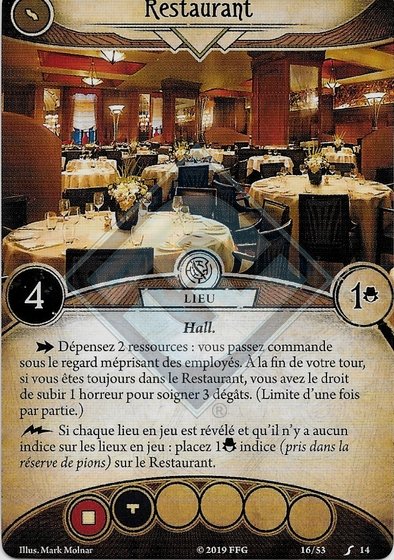 Restaurant
4
LIEU
1
Hall.
Dépensez 2 ressources : vous passez commande
sous le regard méprisant des employés. À la fin de votre tour,
si vous êtes toujours dans le Restaurant, vous avez le droit
de subir 1 horreur pour soigner 3 dégâts. (Limite d'une fois
par partie.)
Si chaque lieu en jeu est révélé et qu'il n'y a aucun
indice sur les lieux en jeu : placez 1 indice (pris dans la
réserve de pions) sur le Restaurant.
®
Illus. Mark Molnar
© 2019 FFG
16/53
14